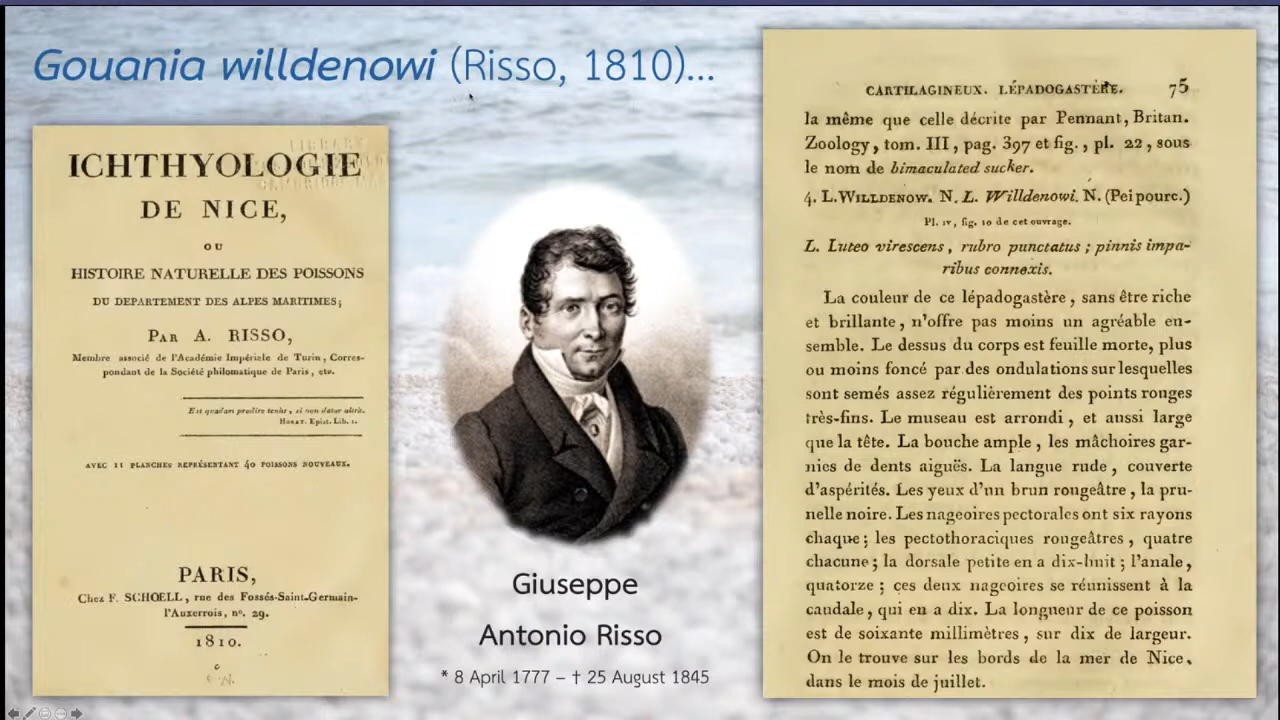 Gouania willdenowi (Risso, 1810)...
ICHTHYOLOGIE
DE NICE,
OU
HISTOIRE NATURELLE DES POISSONS
DU DEPARTEMENT DES ALPES MARITIMES;
PAR A. RISSO,
Membre associé de l'Académie Impériale de Turin, Corres-
pondant de la Société philomatique de Paris, etc.
Est quadam prodire tenùs, si non datur ultrà.
HORAT. Epist. Lib. 1.
AVEC 11 PLANCHES REPRÉSENTANT 40 POISSONS NOUVEAUX.
PARIS,
Chez F. SCHOELL, rue des Fossés-Saint-Germain-
l'Auxerrois, nº. 29.
1810.
Giuseppe
Antonio Risso
* 8 April 1777 – † 25 August 1845
CARTILAGINEUX. LÉPADOGASTÈRE. 75
la même que celle décrite par Pennant, Britan.
Zoology, tom. III, pag. 397 et fig., pl. 22, sous
le nom de bimaculated sucker.
4. L. WILLDENOW. N. L. Willdenowi. N. (Pei pourc.)
Pl. IV, fig. 10 de cet ouvrage.
L. Luteo virescens, rubro punctatus; pinnis impa-
ribus connexis.
La couleur de ce lépadogastère, sans être riche
et brillante, n'offre pas moins un agréable en-
semble. Le dessus du corps est feuille morte, plus
ou moins foncé par des ondulations sur lesquelles
sont semés assez régulièrement des points rouges
très-fins. Le museau est arrondi, et aussi large
que la tête. La bouche ample, les mâchoires gar-
nies de dents aiguës. La langue rude, couverte
d'aspérités. Les yeux d'un brun rougeâtre, la pru-
nelle noire. Les nageoires pectorales ont six rayons
chaque; les pectothoraciques rougeâtres, quatre
chacune; la dorsale petite en a dix-huit; l'anale,
quatorze; ces deux nageoires se réunissent à la
caudale, qui en a dix. La longueur de ce poisson
est de soixante millimètres, sur dix de largeur.
On le trouve sur les bords de la mer de Nice,
dans le mois de juillet.